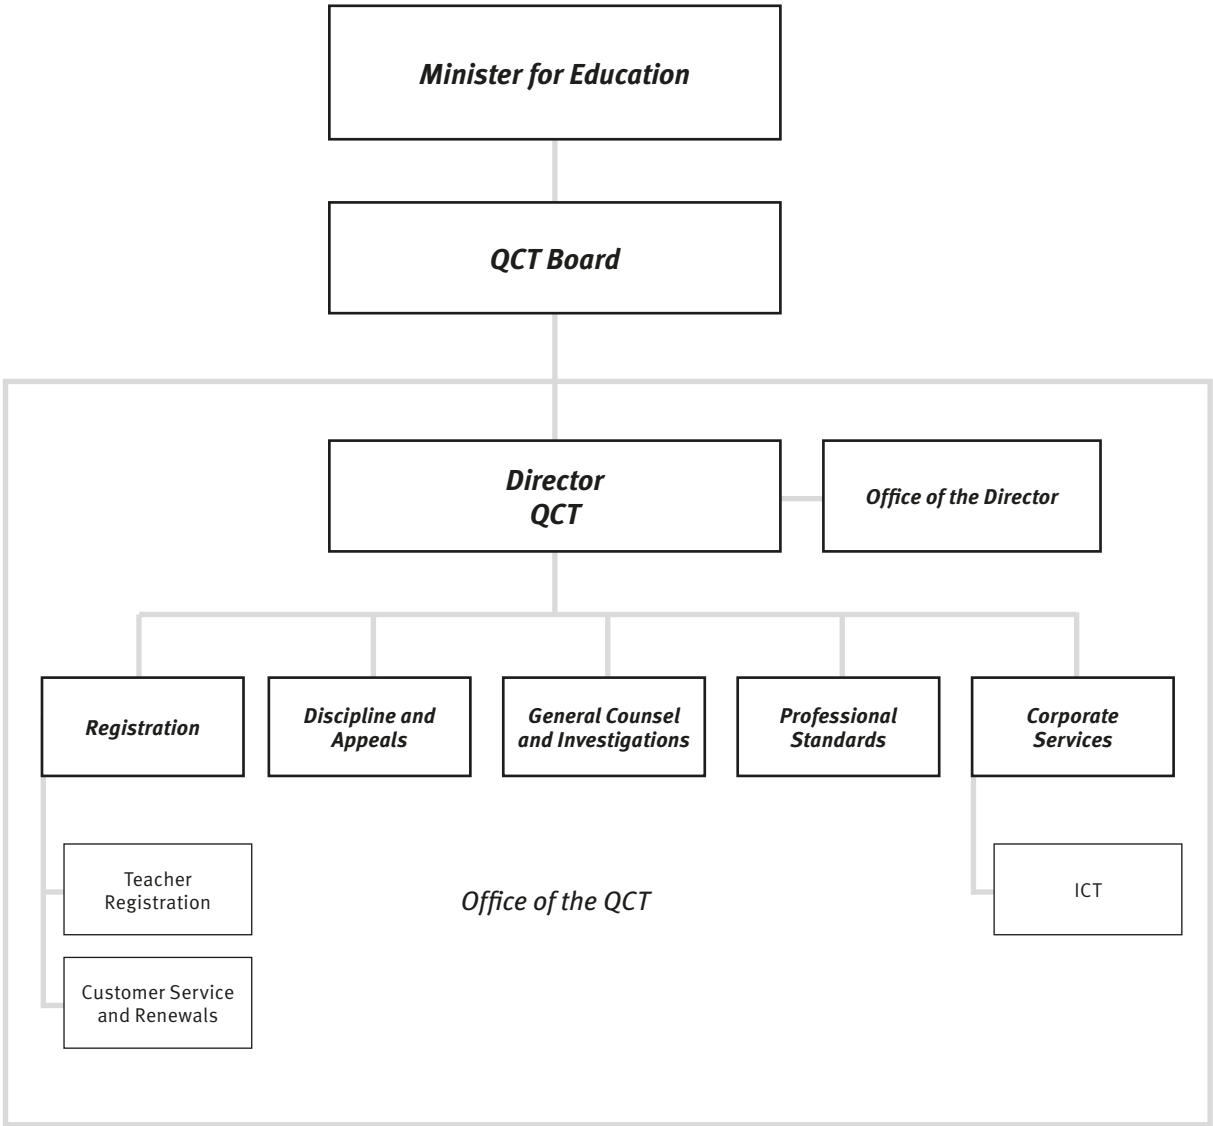 Minister for Education
QCT Board
Director
QCT
Office of the Director
Registration
Discipline and
Appeals
General Counsel
and Investigations
Professional
Standards
Corporate
Services
Teacher
Registration
Office of the QCT
ICT
Customer Service
and Renewals